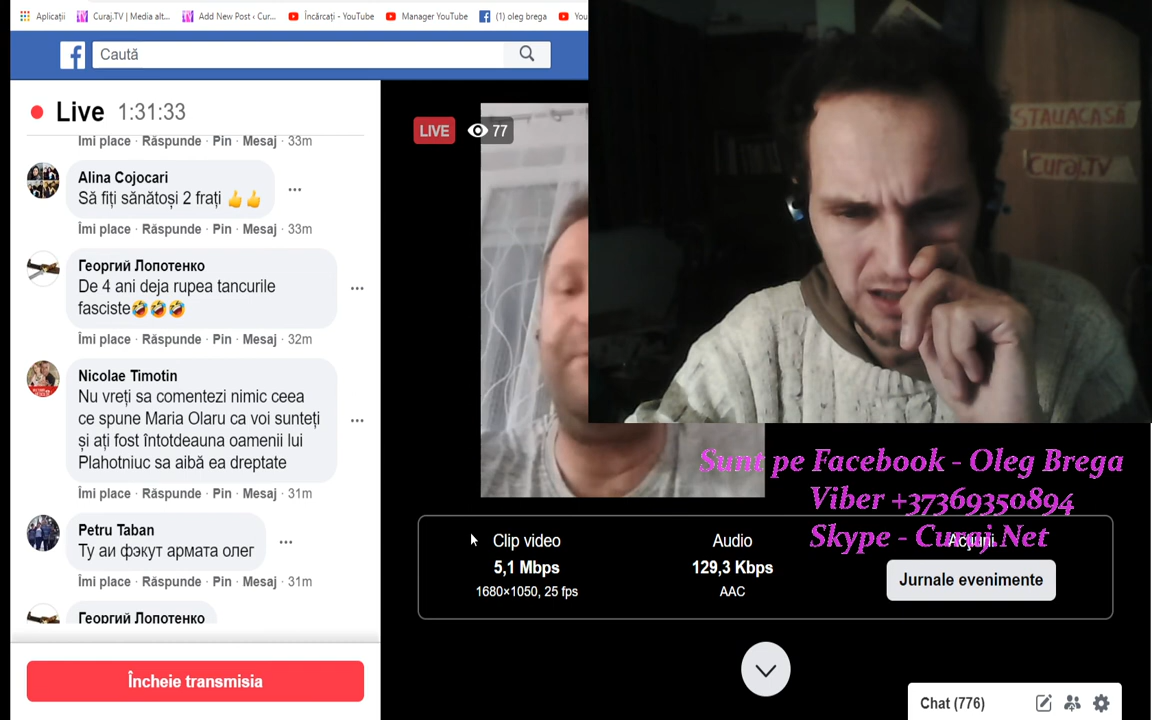 Aplicații
Curaj.TV | Media alt...
Add New Post ‹ Cur...
Încărcați - YouTube
Manager YouTube
(1) oleg brega
You
Caută
Live 1:31:33
Îmi place · Răspunde · Pin · Mesaj · 33m
Alina Cojocari
Să fiți sănătoși 2 frați 👍👍
Îmi place · Răspunde · Pin · Mesaj · 33m
Георгий Лопотенко
De 4 ani deja rupea tancurile
fasciste🤣🤣🤣
Îmi place · Răspunde · Pin · Mesaj · 32m
Nicolae Timotin
Nu vreți sa comentezi nimic ceea
ce spune Maria Olaru ca voi sunteți
și ați fost întotdeauna oamenii lui
Plahotniuc sa aibă ea dreptate
Îmi place · Răspunde · Pin · Mesaj · 31m
Petru Taban
Ту аи фэкут армата олег
Îmi place · Răspunde · Pin · Mesaj · 31m
Георгий Лопотенко
Încheie transmisia
LIVE 77
STAUACASĂ
Curaj.TV
Sunt pe Facebook - Oleg Brega
Viber +37369350894
Skype - Curaj.Net
Clip video
5,1 Mbps
1680×1050, 25 fps
Audio
129,3 Kbps
AAC
Acțiuni
Jurnale evenimente
Chat (776)